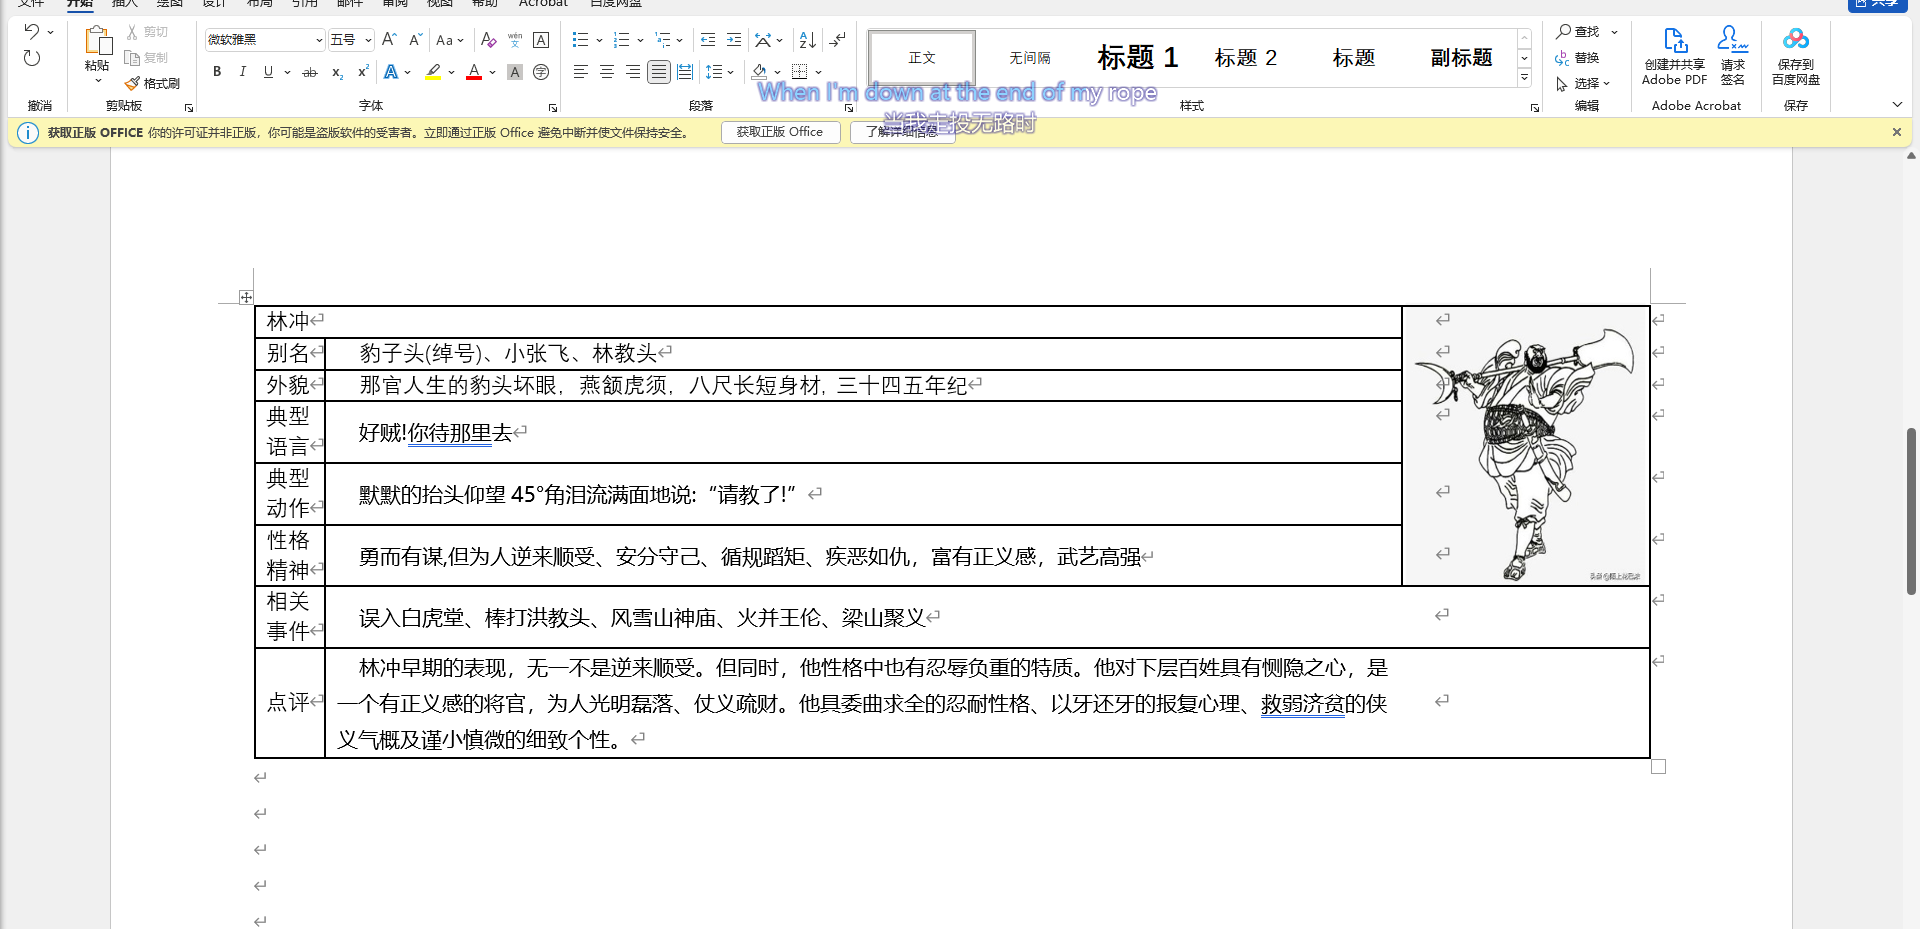 文件 开始 插入 绘图 设计 布局 引用 邮件 审阅 视图 帮助 Acrobat 百度网盘
共享
粘贴
剪切
复制
格式刷
微软雅黑 五号
正文 无间隔 标题 1 标题 2 标题 副标题
查找
替换
选择
创建并共享 Adobe PDF
请求签名
保存到百度网盘
撤消 剪贴板 字体 段落 样式 编辑 Adobe Acrobat 保存
When I'm down at the end of my rope
当我走投无路时
获取正版 OFFICE 你的许可证并非正版，你可能是盗版软件的受害者。立即通过正版 Office 避免中断并使文件保持安全。 获取正版 Office 了解详细信息
林冲
别名 豹子头(绰号)、小张飞、林教头
外貌 那官人生的豹头环眼，燕颔虎须，八尺长短身材，三十四五年纪
典型语言 好贼!你待那里去
典型动作 默默的抬头仰望 45°角泪流满面地说:“请教了!”
性格精神 勇而有谋,但为人逆来顺受、安分守己、循规蹈矩、疾恶如仇，富有正义感，武艺高强
相关事件 误入白虎堂、棒打洪教头、风雪山神庙、火并王伦、梁山聚义
点评 林冲早期的表现，无一不是逆来顺受。但同时，他性格中也有忍辱负重的特质。他对下层百姓具有恻隐之心，是
一个有正义感的将官，为人光明磊落、仗义疏财。他具委曲求全的忍耐性格、以牙还牙的报复心理、救弱济贫的侠
义气概及谨小慎微的细致个性。